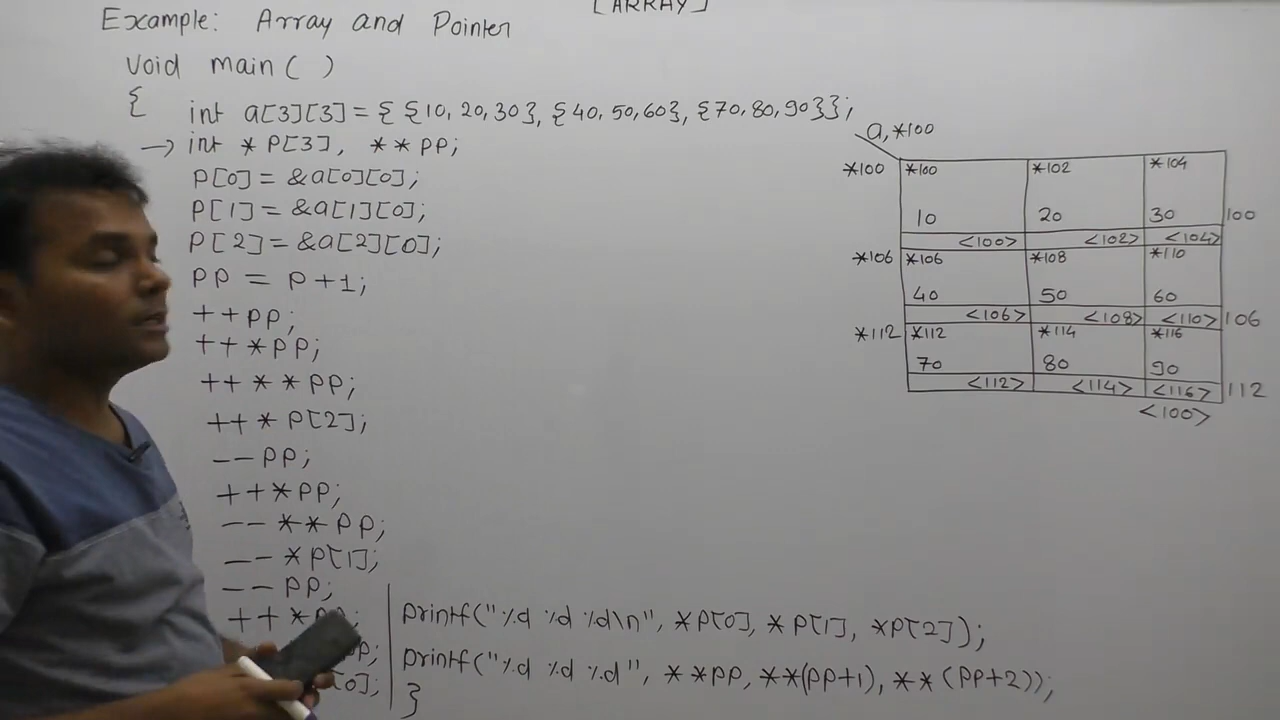 [ARRAY]
Example: Array and Pointer
void main( )
{ int a[3][3] = { {10, 20, 30}, {40, 50, 60}, {70, 80, 90}};
→ int * P[3], * * PP;
P[0] = &a[0][0];
P[1] = &a[1][0];
P[2] = &a[2][0];
PP = P+1;
++PP;
++*PP;
++**PP;
++*P[2];
--PP;
++*PP;
--**PP;
--*P[1];
--PP;
++*PP;
PP;
[0];
printf("%d %d %d\n", *P[0], *P[1], *P[2]);
printf("%d %d %d", **PP, **(PP+1), **(PP+2));
}
a, *100
*100 *100 *102 *104
10 20 30 100
<100> <102> <104>
*106 *106 *108 *110
40 50 60
<106> <108> <110> 106
*112 *112 *114 *116
70 80 90
<112> <114> <116> 112
<100>